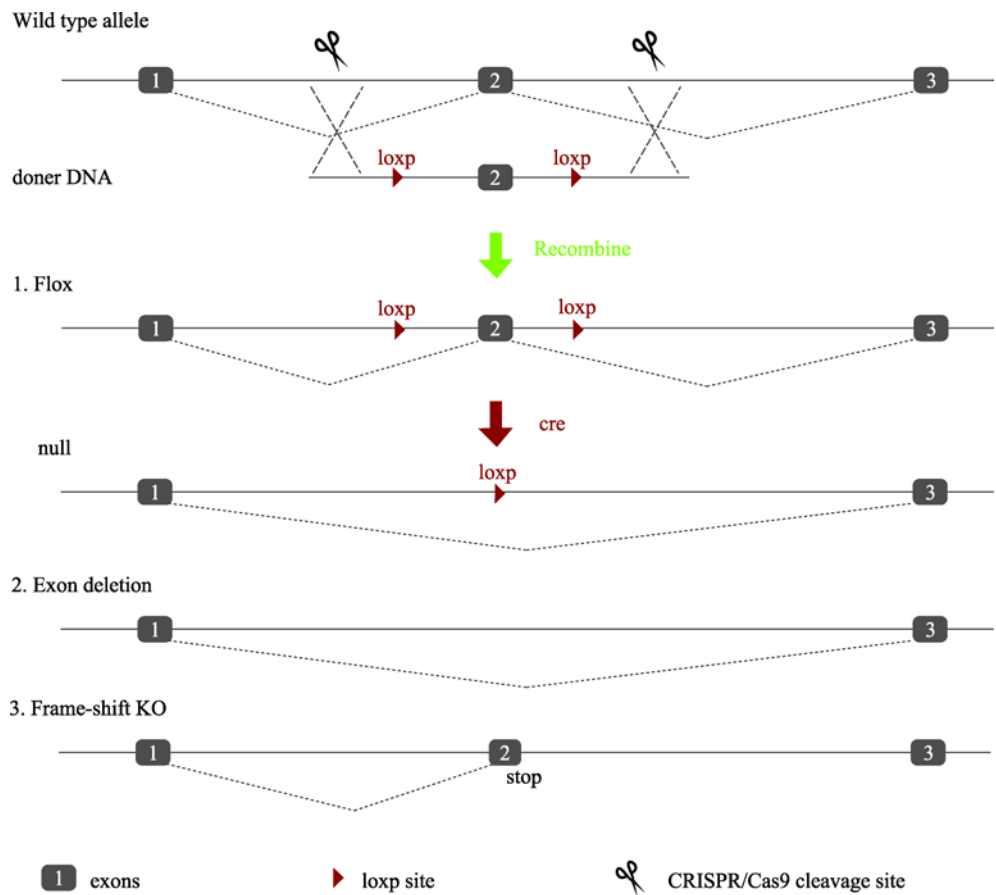 Wild type allele
1 2 3
loxp loxp
doner DNA 2
Recombine
1. Flox
loxp loxp
1 2 3
cre
null
loxp
1 3
2. Exon deletion
1 3
3. Frame-shift KO
1 2 3
stop
1 exons loxp site CRISPR/Cas9 cleavage site